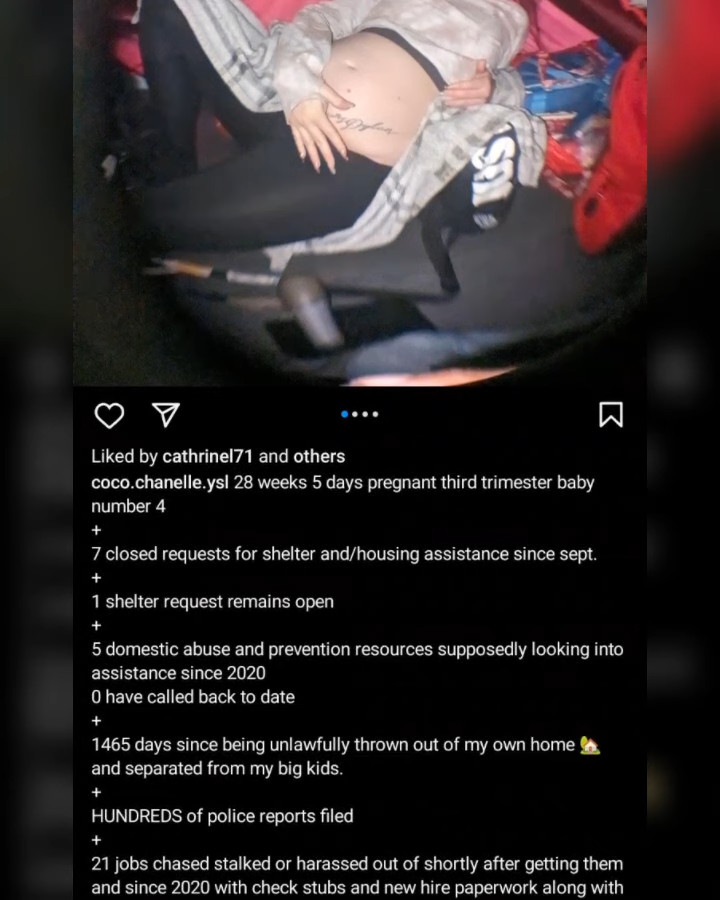 Liked by cathrinel71 and others
coco.chanelle.ysl 28 weeks 5 days pregnant third trimester baby
number 4
+
7 closed requests for shelter and/housing assistance since sept.
+
1 shelter request remains open
+
5 domestic abuse and prevention resources supposedly looking into
assistance since 2020
0 have called back to date
+
1465 days since being unlawfully thrown out of my own home 🏡
and separated from my big kids.
+
HUNDREDS of police reports filed
+
21 jobs chased stalked or harassed out of shortly after getting them
and since 2020 with check stubs and new hire paperwork along with